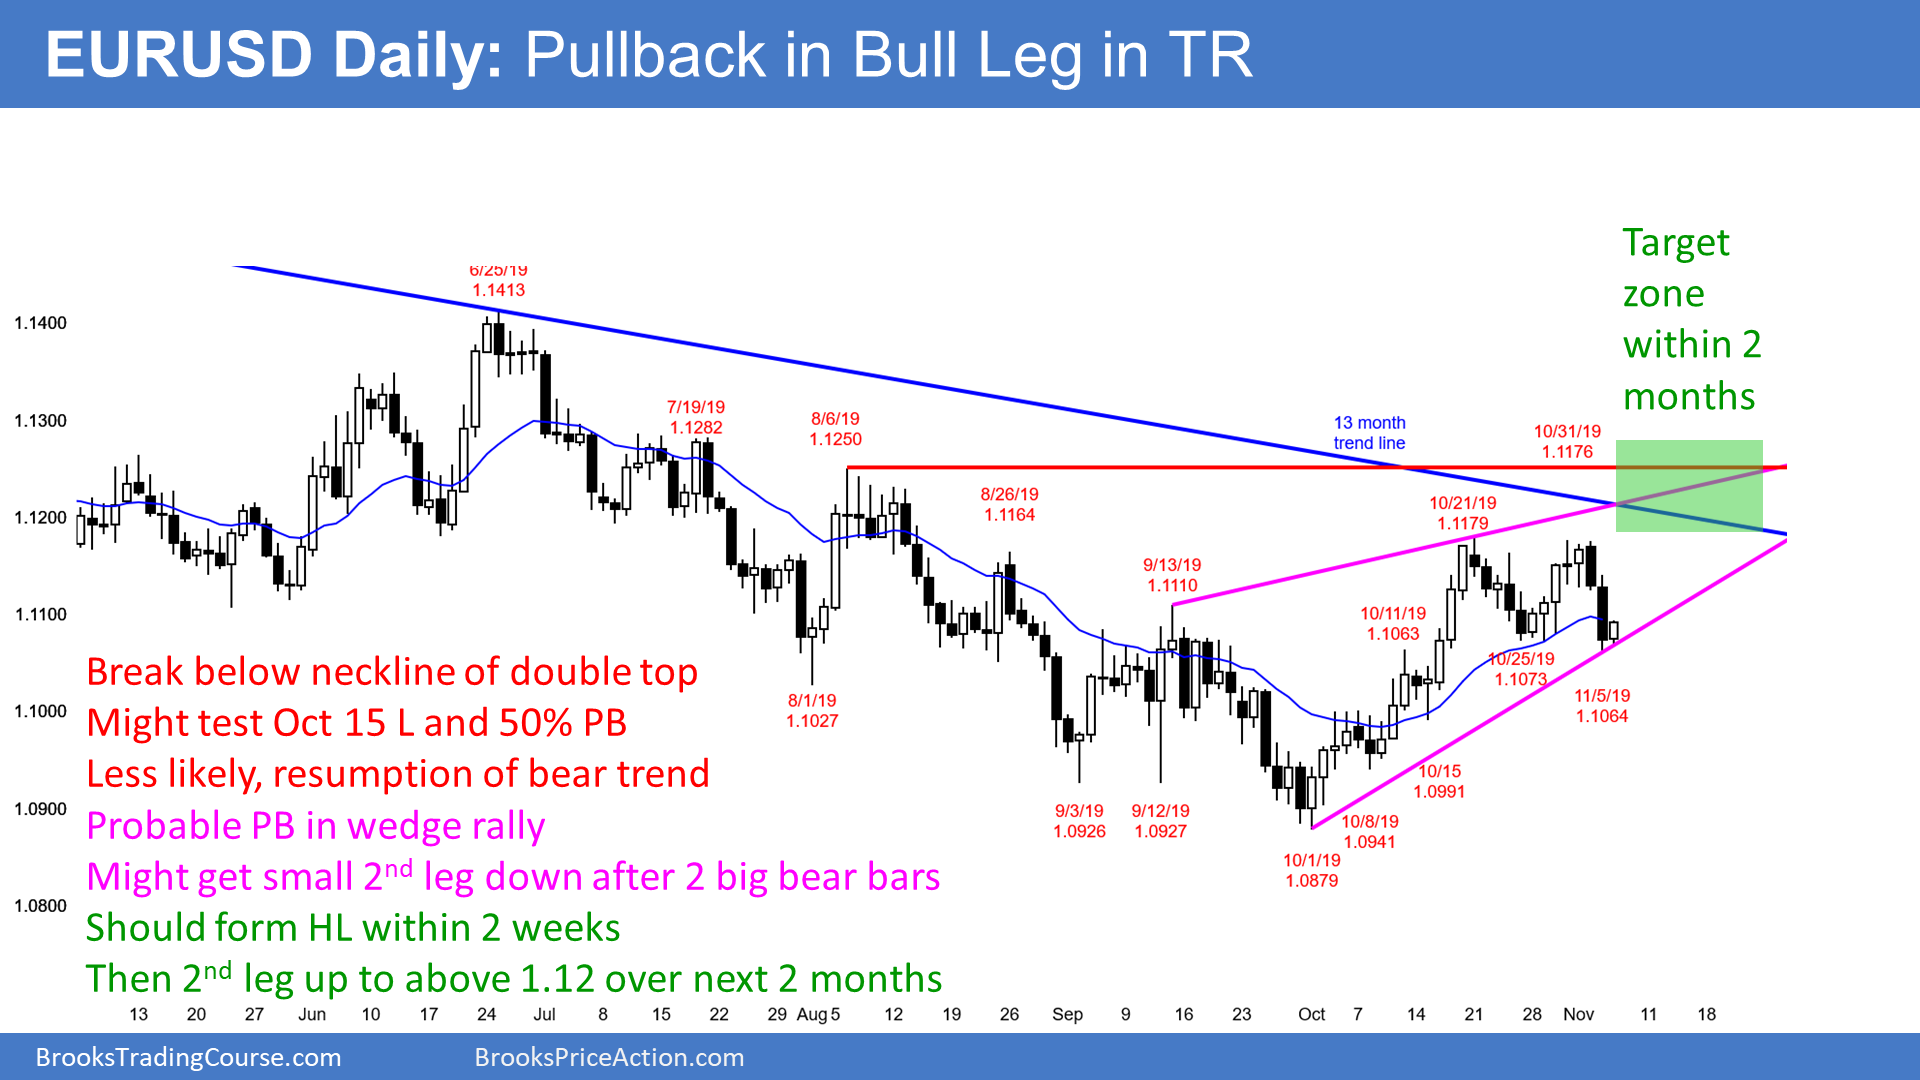 EURUSD Daily: Pullback in Bull Leg in TR
Target
zone
within 2
months
6/25/19
1.1413
1.1400
1.1300
1.1200
1.1100
1.1000
1.0900
1.0800
7/19/19
1.1282
8/6/19
1.1250
13 month
trend line
10/31/19
1.1176
8/26/19
1.1164
10/21/19
1.1179
9/13/19
1.1110
10/11/19
1.1063
10/25/19
1.1073
11/5/19
1.1064
8/1/19
1.1027
10/15
1.0991
9/3/19
1.0926
9/12/19
1.0927
10/8/19
1.0941
10/1/19
1.0879
Break below neckline of double top
Might test Oct 15 L and 50% PB
Less likely, resumption of bear trend
Probable PB in wedge rally
Might get small 2nd leg down after 2 big bear bars
Should form HL within 2 weeks
Then 2nd leg up to above 1.12 over next 2 months
13 20 27 Jun 10 17 24 Jul 8 15 22 29 Aug 5 12 19 26 Sep 9 16 23 Oct 7 14 21 28 Nov 11 18
BrooksTradingCourse.com BrooksPriceAction.com